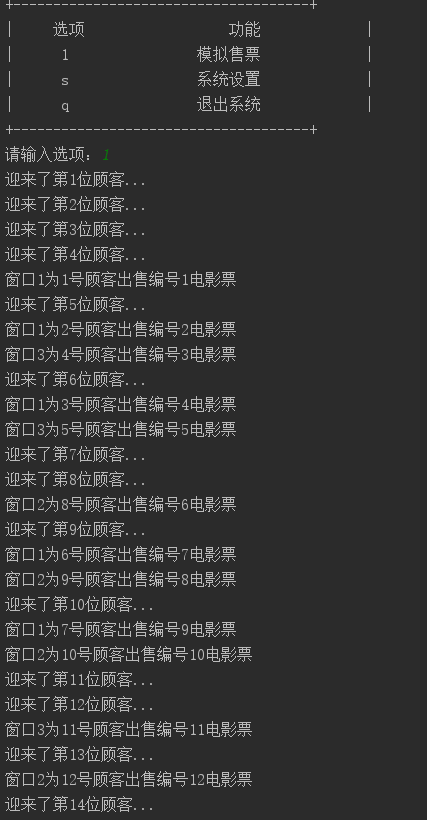 +-------------------------------------+
|     选项                  功能             |
|      1                模拟售票             |
|      s                系统设置             |
|      q                退出系统             |
+-------------------------------------+
请输入选项：1
迎来了第1位顾客...
迎来了第2位顾客...
迎来了第3位顾客...
迎来了第4位顾客...
窗口1为1号顾客出售编号1电影票
迎来了第5位顾客...
窗口1为2号顾客出售编号2电影票
窗口3为4号顾客出售编号3电影票
迎来了第6位顾客...
窗口1为3号顾客出售编号4电影票
窗口3为5号顾客出售编号5电影票
迎来了第7位顾客...
迎来了第8位顾客...
窗口2为8号顾客出售编号6电影票
迎来了第9位顾客...
窗口1为6号顾客出售编号7电影票
窗口2为9号顾客出售编号8电影票
迎来了第10位顾客...
窗口1为7号顾客出售编号9电影票
窗口2为10号顾客出售编号10电影票
迎来了第11位顾客...
迎来了第12位顾客...
窗口3为11号顾客出售编号11电影票
迎来了第13位顾客...
窗口2为12号顾客出售编号12电影票
迎来了第14位顾客...